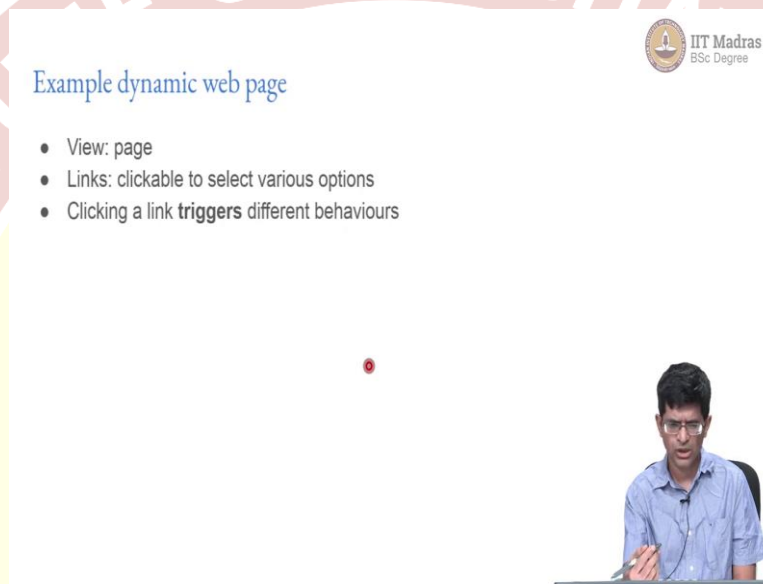 IIT Madras
BSc Degree
Example dynamic web page
● View: page
● Links: clickable to select various options
● Clicking a link triggers different behaviours